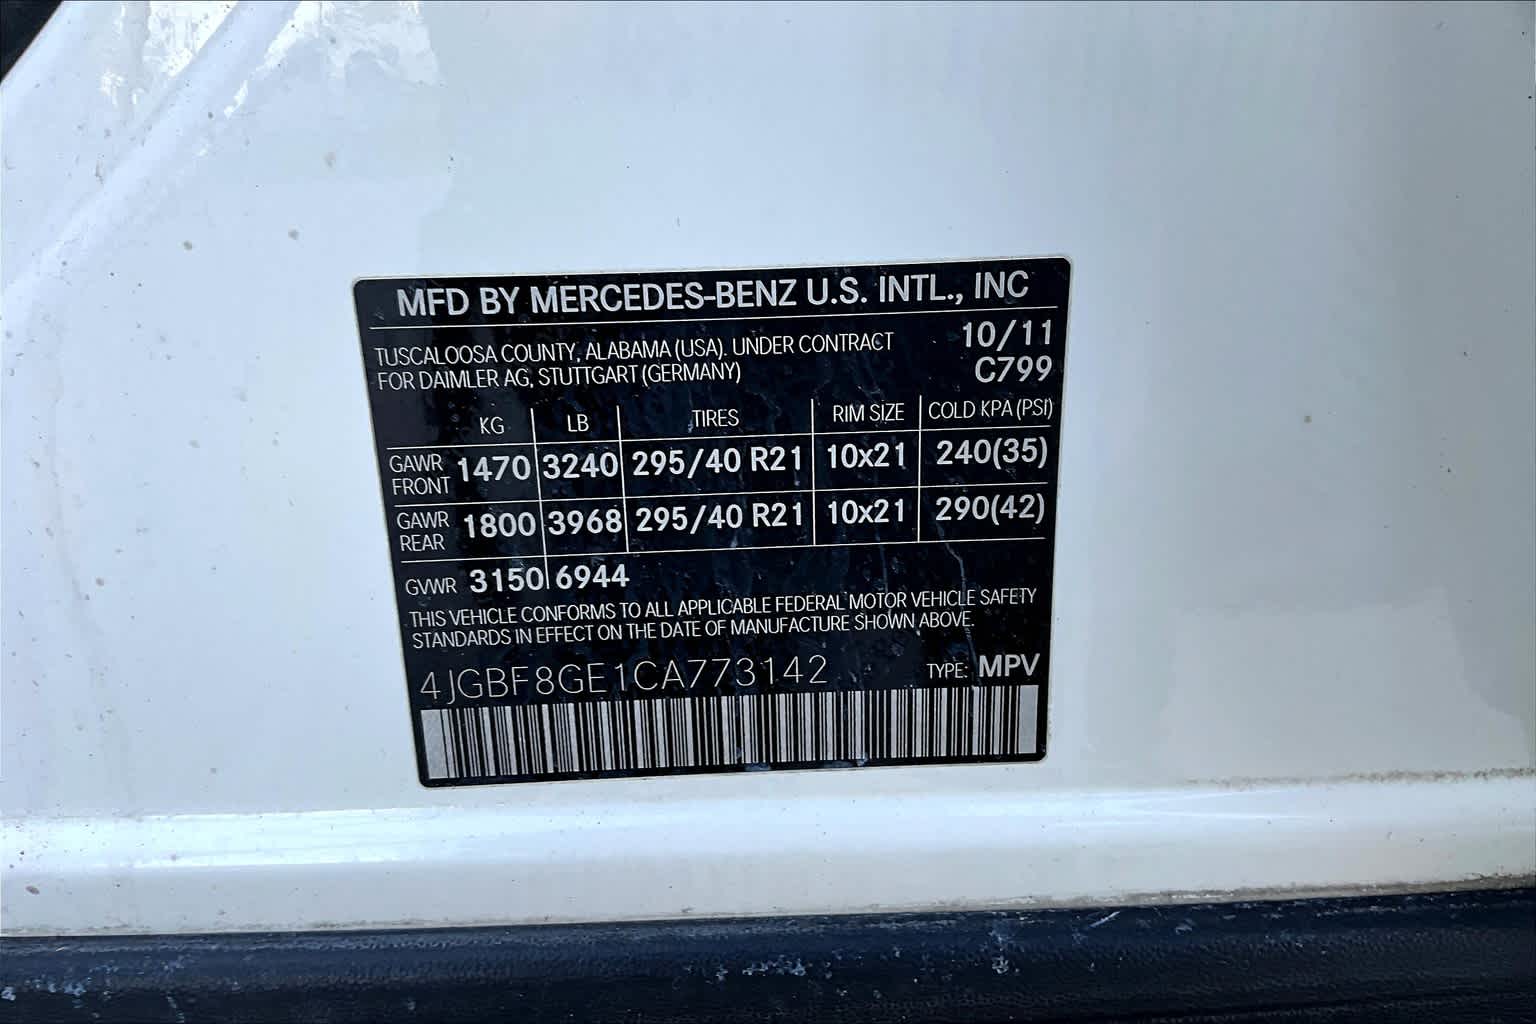 MFD BY MERCEDES-BENZ U.S. INTL., INC
TUSCALOOSA COUNTY, ALABAMA (USA). UNDER CONTRACT 10/11
FOR DAIMLER AG, STUTTGART (GERMANY) C799
KG LB TIRES RIM SIZE COLD KPA (PSI)
GAWR FRONT 1470 3240 295/40 R21 10x21 240(35)
GAWR REAR 1800 3968 295/40 R21 10x21 290(42)
GVWR 3150 6944
THIS VEHICLE CONFORMS TO ALL APPLICABLE FEDERAL MOTOR VEHICLE SAFETY
STANDARDS IN EFFECT ON THE DATE OF MANUFACTURE SHOWN ABOVE.
4JGBF8GE1CA773142 TYPE: MPV